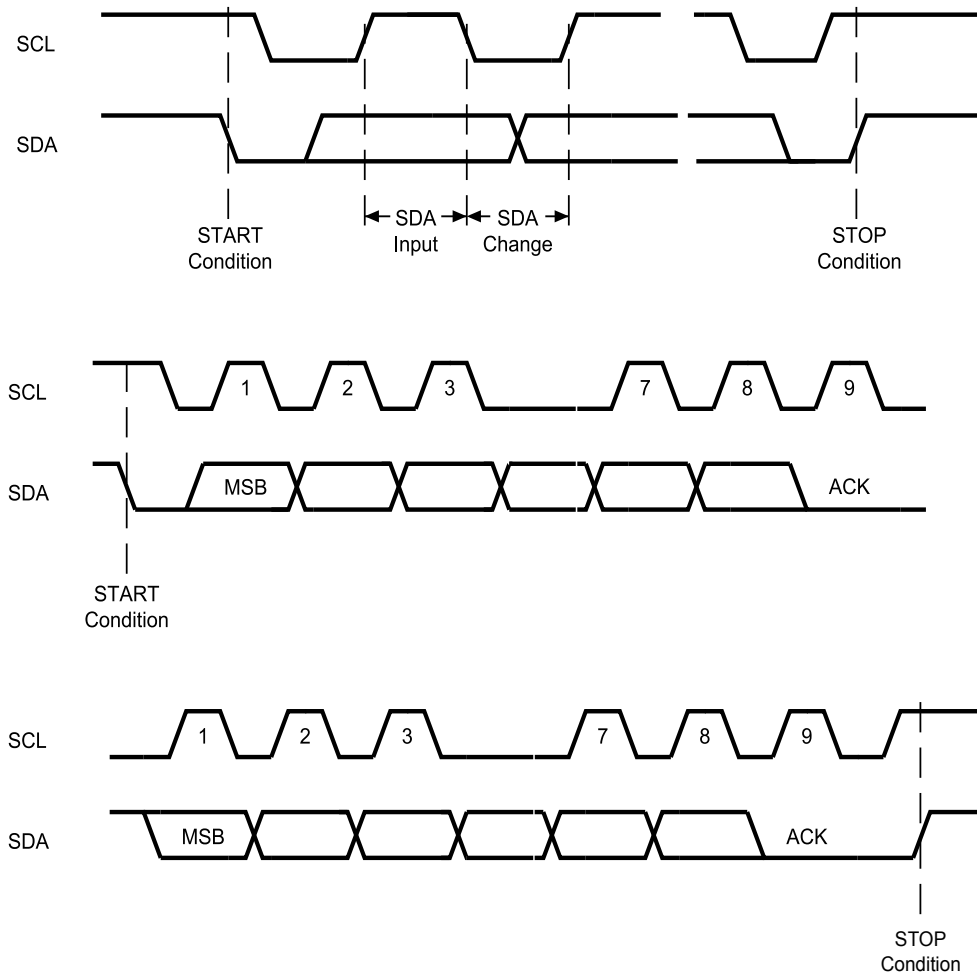 SCL
SDA
SDA
Input
SDA
Change
START
Condition
STOP
Condition
SCL
1
2
3
7
8
9
SDA
MSB
ACK
START
Condition
SCL
1
2
3
7
8
9
SDA
MSB
ACK
STOP
Condition